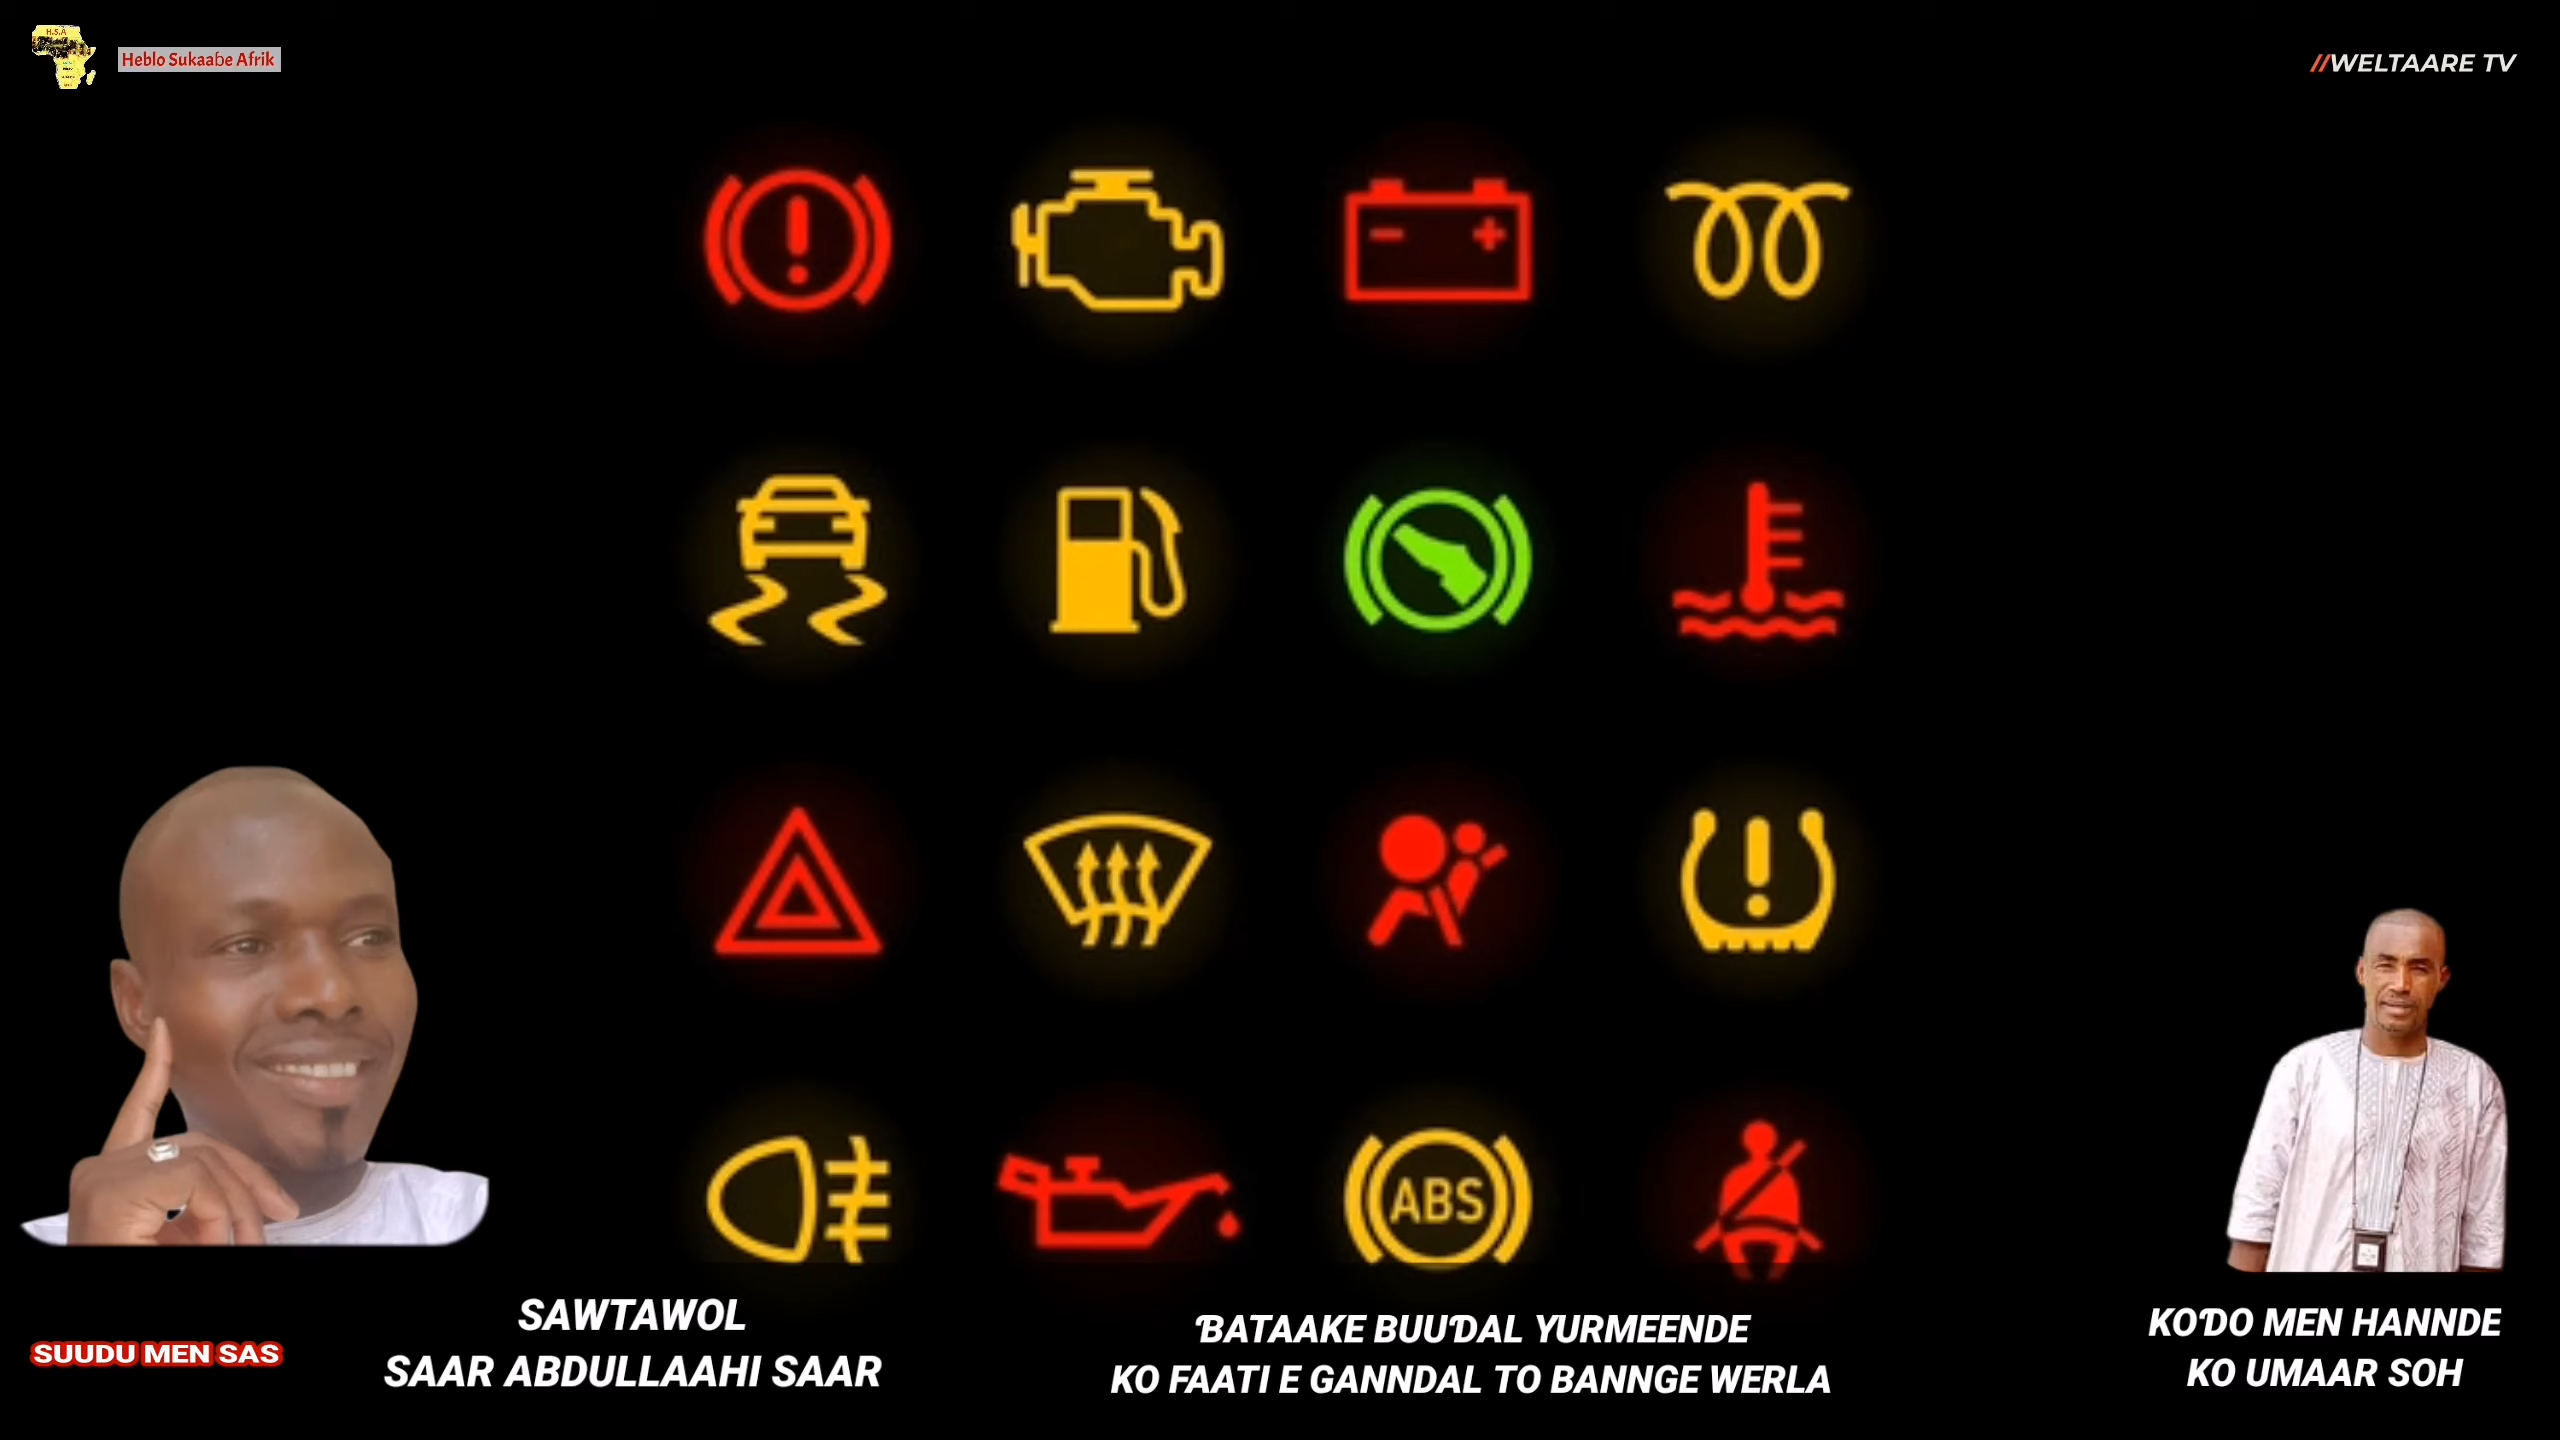 H.S.A
Heblo Sukaaɓe Afrik
//WELTAARE TV
ABS
SUUDU MEN SAS
SAWTAWOL
SAAR ABDULLAAHI SAAR
ƁATAAKE BUUƊAL YURMEENDE
KO FAATI E GANNDAL TO BANNGE WERLA
KOƊO MEN HANNDE
KO UMAAR SOH